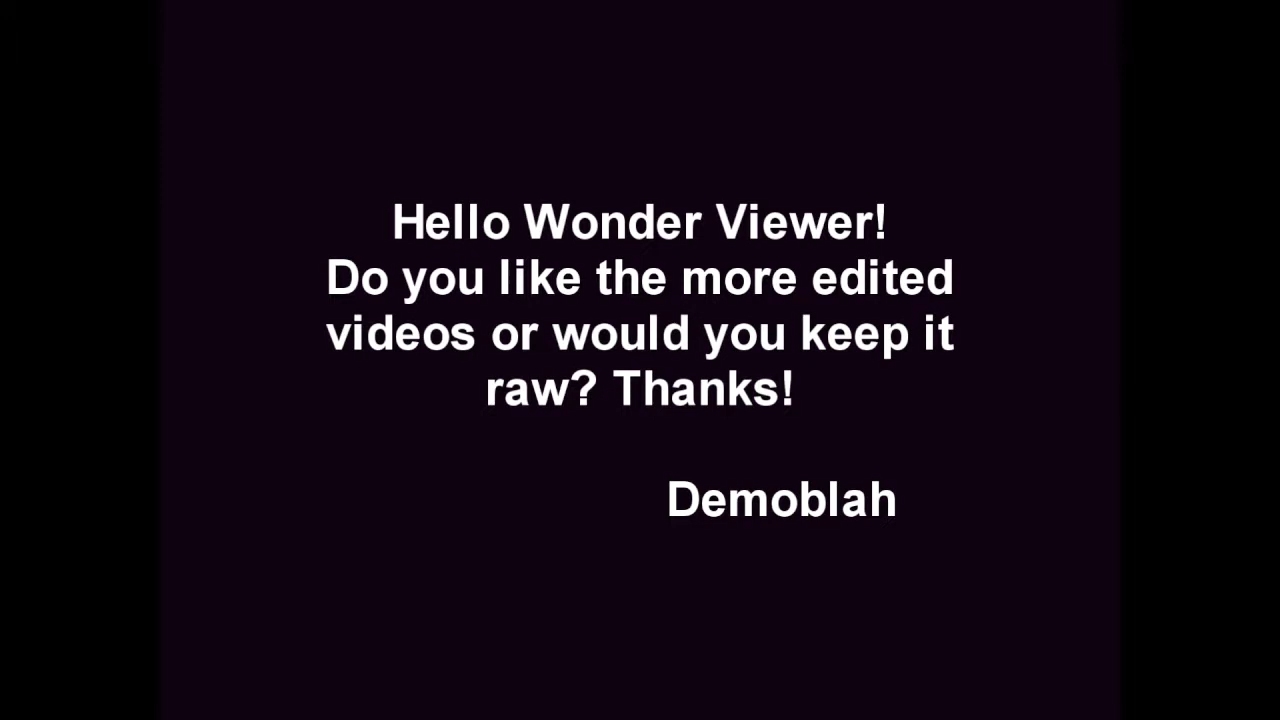 Hello Wonder Viewer!
Do you like the more edited
videos or would you keep it
raw? Thanks!
Demoblah